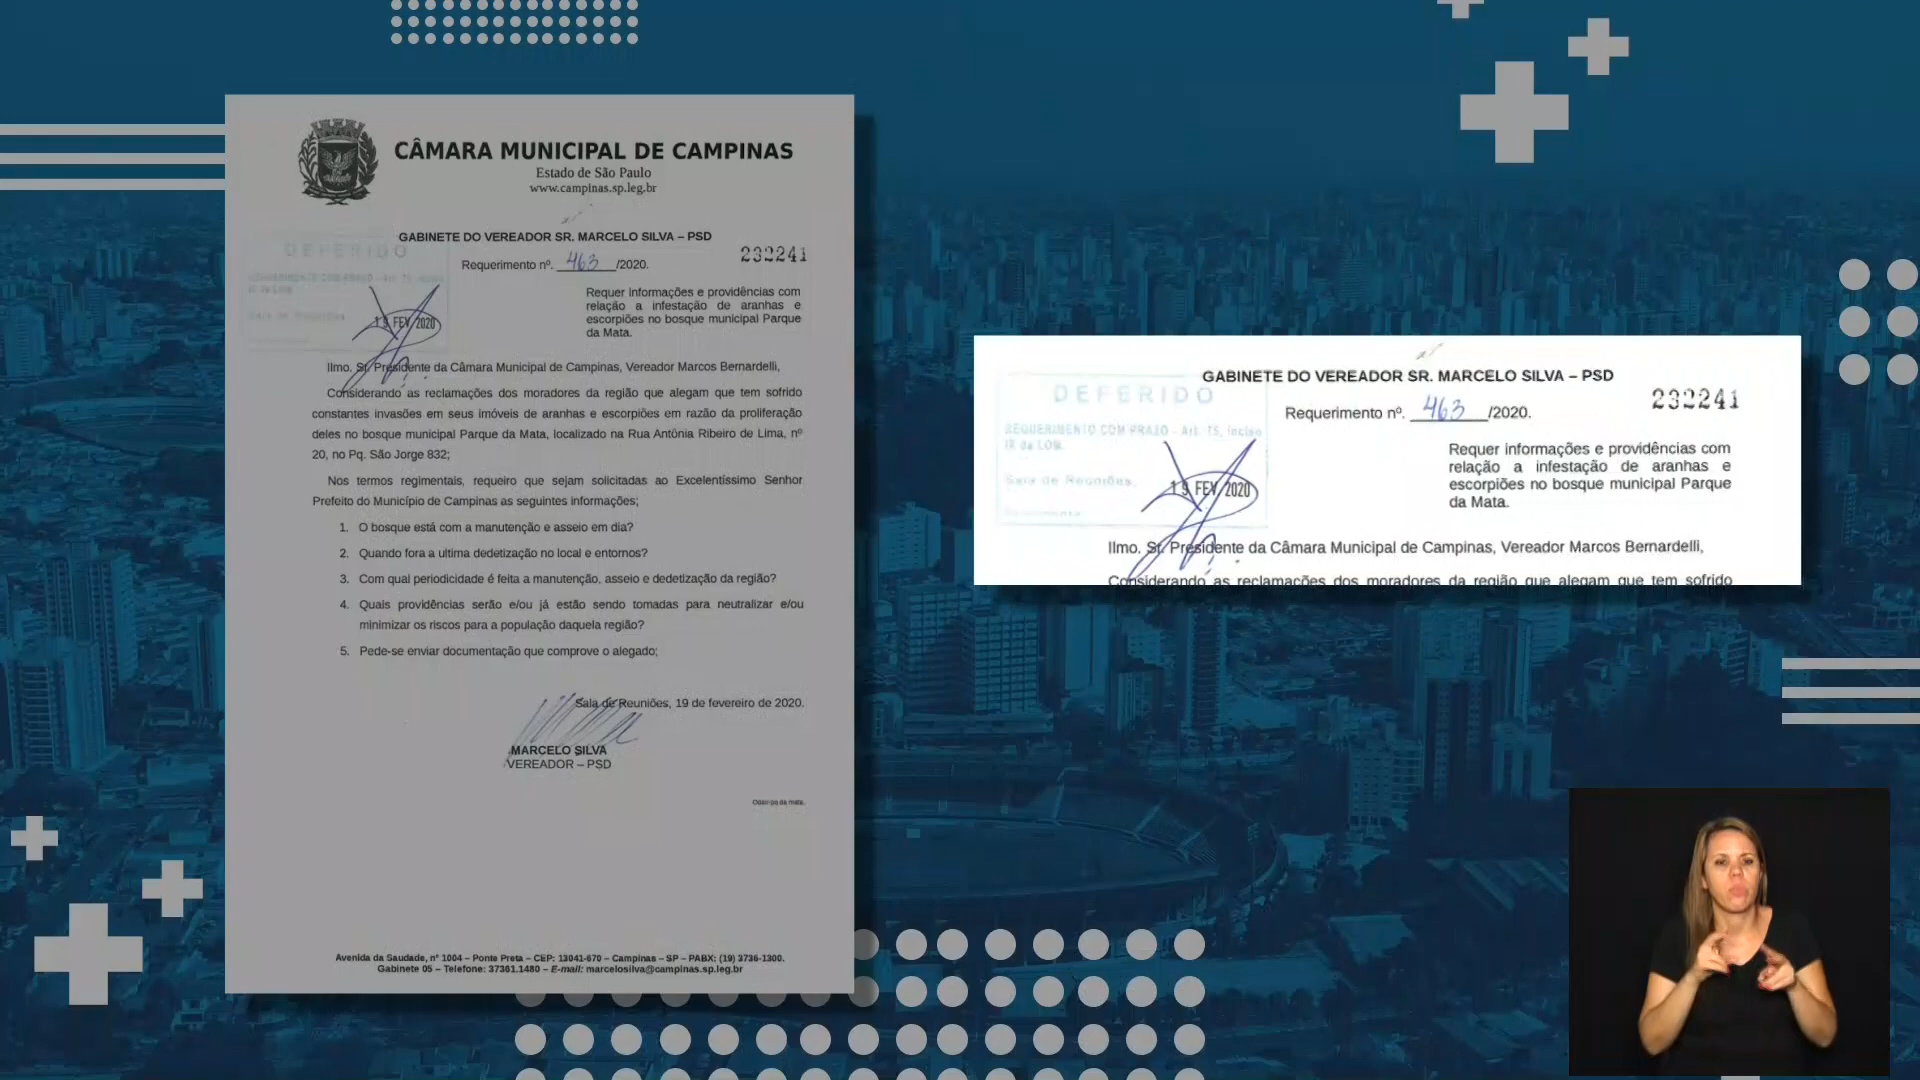 CÂMARA MUNICIPAL DE CAMPINAS
Estado de São Paulo
www.campinas.sp.leg.br
GABINETE DO VEREADOR SR. MARCELO SILVA – PSD
DEFERIDO
232241
Requerimento nº. 463/2020.
Requer informações e providências com
relação a infestação de aranhas e
escorpiões no bosque municipal Parque
da Mata.
19 FEV 2020
Ilmo. Sr. Presidente da Câmara Municipal de Campinas, Vereador Marcos Bernardelli,
Considerando as reclamações dos moradores da região que alegam que tem sofrido
constantes invasões em seus imóveis de aranhas e escorpiões em razão da proliferação
deles no bosque municipal Parque da Mata, localizado na Rua Antônia Ribeiro de Lima, nº
20, no Pq. São Jorge 832;
Nos termos regimentais, requeiro que sejam solicitadas ao Excelentíssimo Senhor
Prefeito do Município de Campinas as seguintes informações;
1. O bosque está com a manutenção e asseio em dia?
2. Quando fora a ultima dedetização no local e entornos?
3. Com qual periodicidade é feita a manutenção, asseio e dedetização da região?
4. Quais providências serão e/ou já estão sendo tomadas para neutralizar e/ou
minimizar os riscos para a população daquela região?
5. Pede-se enviar documentação que comprove o alegado;
Sala de Reuniões, 19 de fevereiro de 2020.
MARCELO SILVA
VEREADOR – PSD
Avenida da Saudade, nº 1004 – Ponte Preta – CEP: 13041-670 – Campinas – SP – PABX: (19) 3736-1300.
Gabinete 05 – Telefone: 37361.1480 – E-mail: marcelosilva@campinas.sp.leg.br
GABINETE DO VEREADOR SR. MARCELO SILVA – PSD
DEFERIDO
232241
Requerimento nº. 463/2020.
REQUERIMENTO COM PRAZO - Art. 75, inciso
IX da LOM.
Requer informações e providências com
relação a infestação de aranhas e
escorpiões no bosque municipal Parque
da Mata.
Sala de Reuniões,
19 FEV 2020
Ilmo. Sr. Presidente da Câmara Municipal de Campinas, Vereador Marcos Bernardelli,
Considerando as reclamações dos moradores da região que alegam que tem sofrido